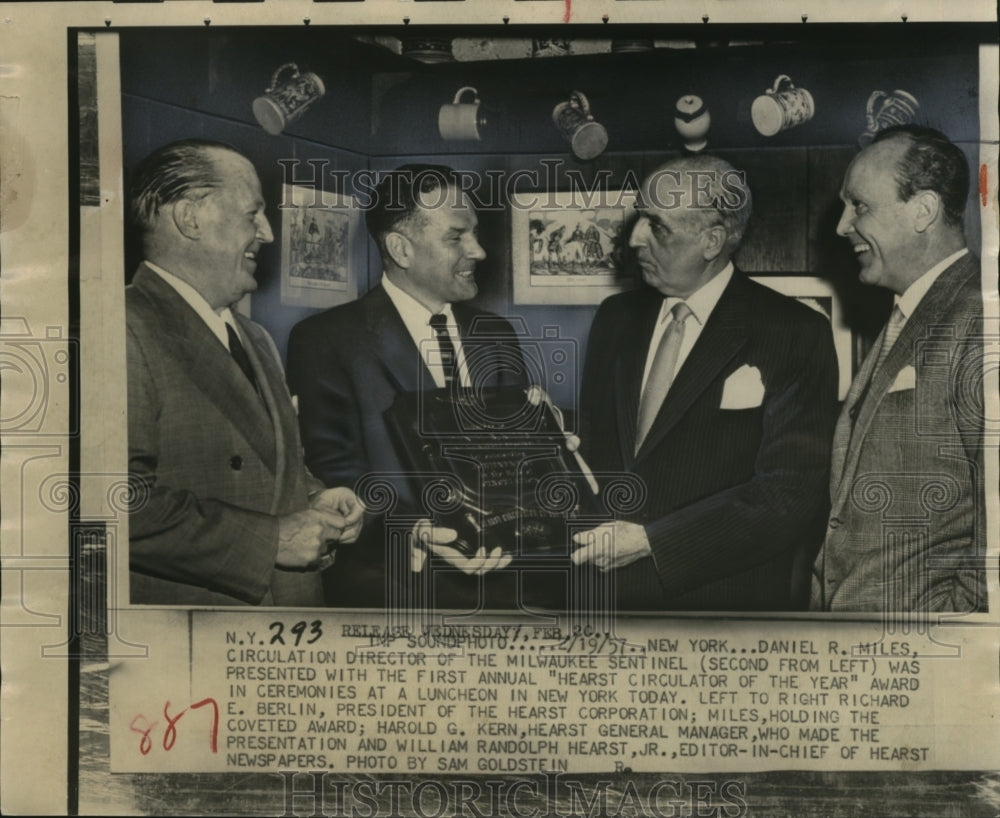 HISTORIC IMAGES
N.Y. 293 RELEASE WEDNESDAY, FEB. 20.,
INP SOUNDPHOTO.....2/19/57..NEW YORK...DANIEL R. MILES,
CIRCULATION DIRECTOR OF THE MILWAUKEE SENTINEL (SECOND FROM LEFT) WAS
PRESENTED WITH THE FIRST ANNUAL "HEARST CIRCULATOR OF THE YEAR" AWARD
IN CEREMONIES AT A LUNCHEON IN NEW YORK TODAY. LEFT TO RIGHT RICHARD
E. BERLIN, PRESIDENT OF THE HEARST CORPORATION; MILES,HOLDING THE
COVETED AWARD; HAROLD G. KERN,HEARST GENERAL MANAGER,WHO MADE THE
PRESENTATION AND WILLIAM RANDOLPH HEARST,JR.,EDITOR-IN-CHIEF OF HEARST
NEWSPAPERS. PHOTO BY SAM GOLDSTEIN
887
HISTORIC IMAGES